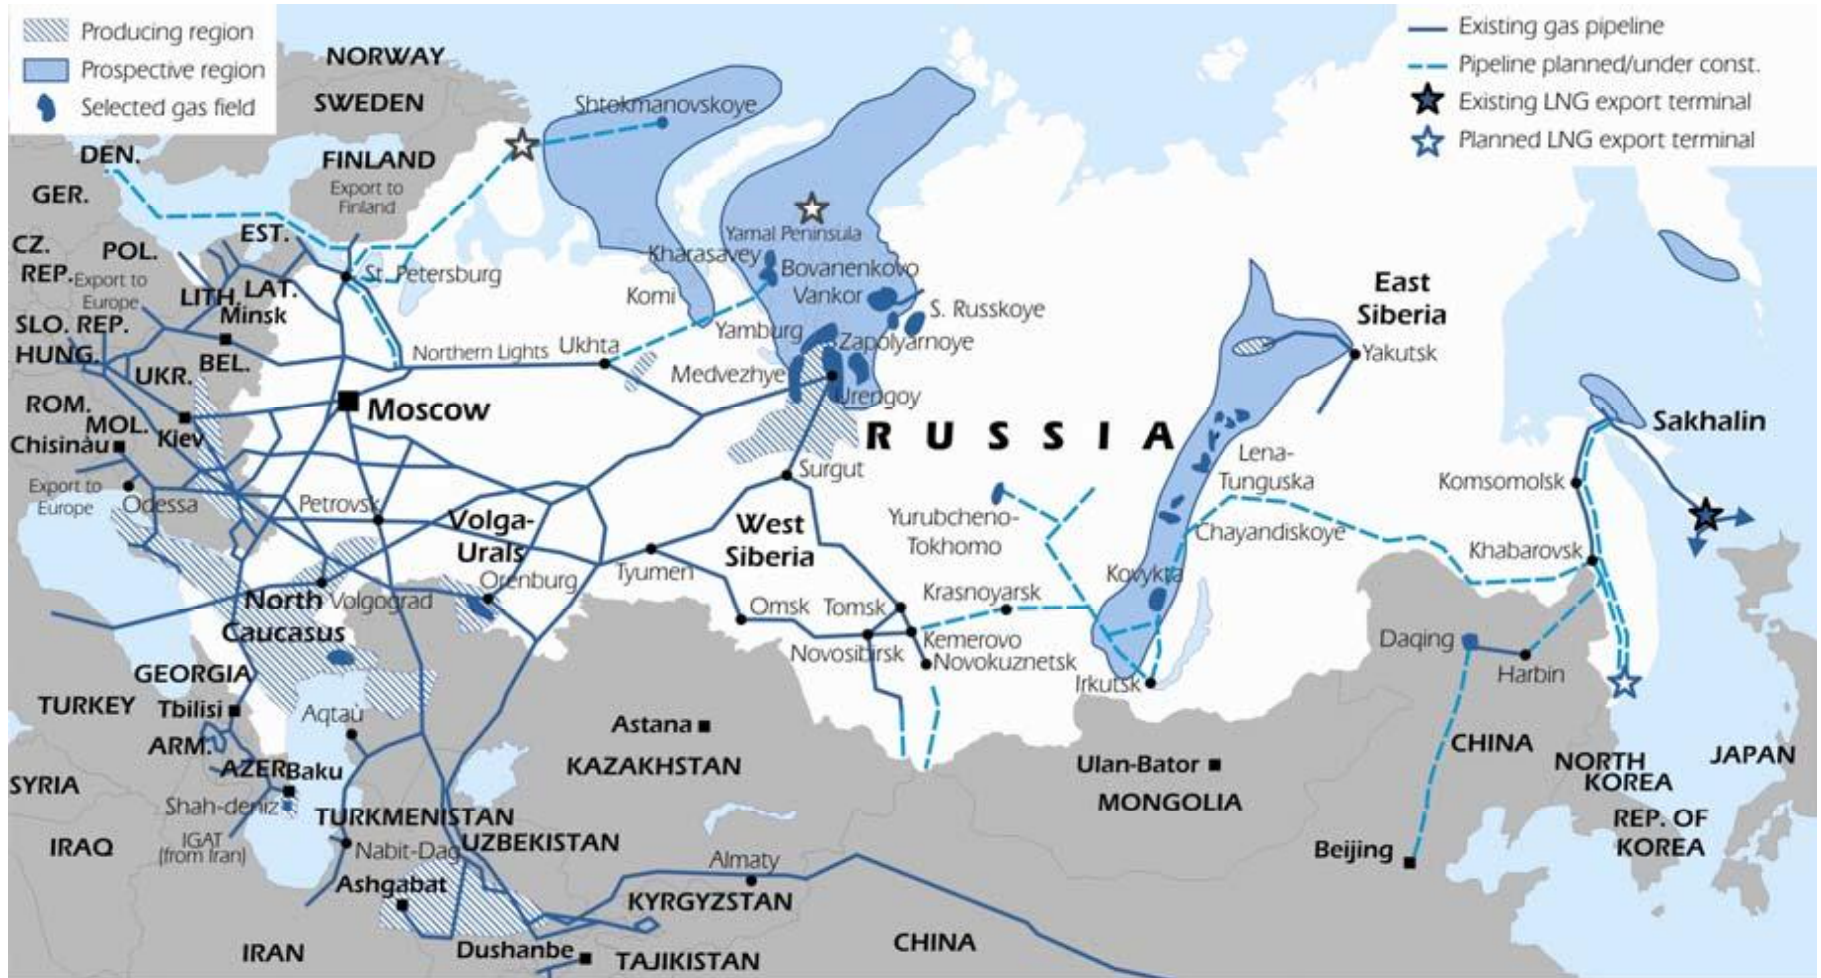 Producing region
Prospective region
Selected gas field
Existing gas pipeline
Pipeline planned/under const.
Existing LNG export terminal
Planned LNG export terminal
NORWAY
SWEDEN
FINLAND
Export to
Finland
DEN.
GER.
CZ.
REP.
POL.
Export to
Europe
EST.
LAT.
LITH.
Minsk
SLO. REP.
HUNG.
BEL.
UKR.
ROM.
MOL.
Chisinău
Kiev
Export to
Europe
Odessa
Shtokmanovskoye
Yamal Peninsula
Kharasavey
Bovanenkovo
Vankor
S. Russkoye
Komi
Yamburg
Zapolyarnoye
Medvezhye
Urengoy
St. Petersburg
Northern Lights
Ukhta
Moscow
RUSSIA
Surgut
East
Siberia
Yakutsk
Sakhalin
Komsomolsk
Khabarovsk
Lena-
Tunguska
Chayandiskoye
Yurubcheno-
Tokhomo
Kovykta
Krasnoyarsk
Petrovsk
Volga-
Urals
Orenburg
West
Siberia
Tyumen
Omsk
Tomsk
Kemerovo
Novosibirsk
Novokuznetsk
Irkutsk
North
Caucasus
Volgograd
Daqing
Harbin
GEORGIA
TURKEY
Tbilisi
ARM.
AZER.
Baku
Aqtaù
Shah-deniz
IGAT
(from Iran)
SYRIA
IRAQ
IRAN
TURKMENISTAN
UZBEKISTAN
Nabit-Dag
Ashgabat
Dushanbe
TAJIKISTAN
KYRGYZSTAN
Almaty
Astana
KAZAKHSTAN
Ulan-Bator
MONGOLIA
CHINA
Beijing
CHINA
NORTH
KOREA
REP. OF
KOREA
JAPAN